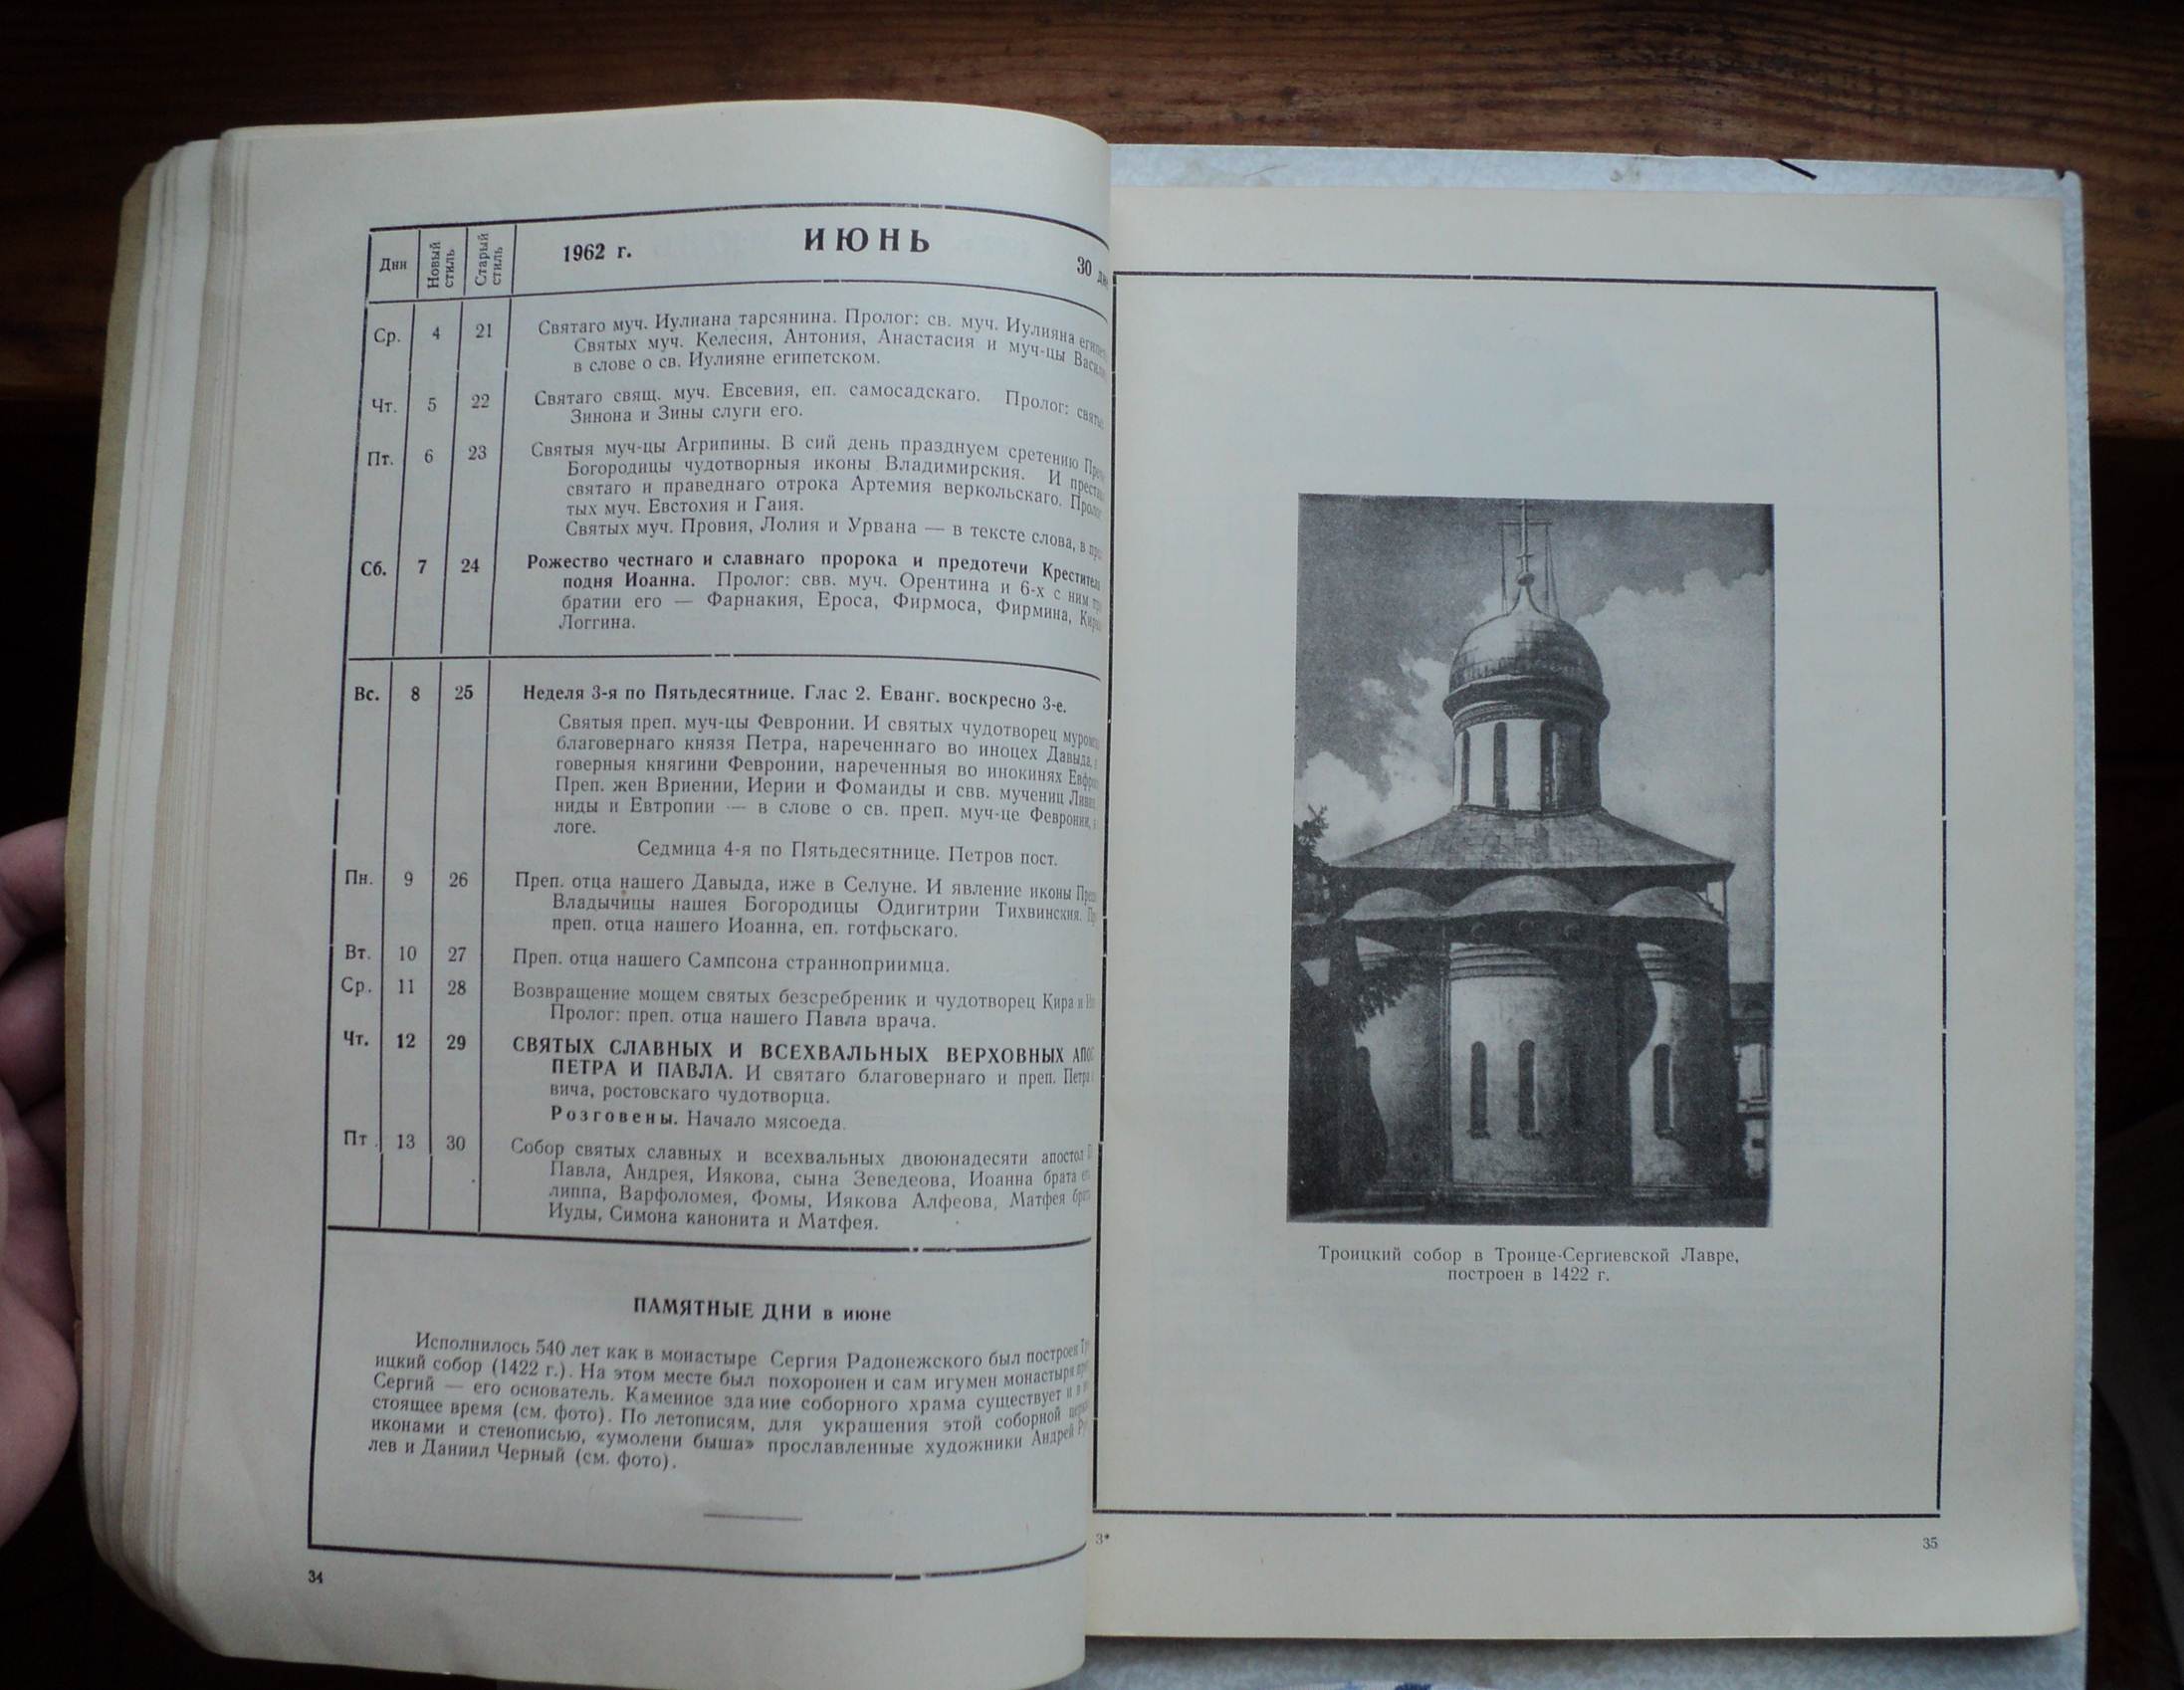 Дни
Новый стиль
Старый стиль
1962 г.
ИЮНЬ
30
Ср. 4 21 Святаго муч. Иулиана тарсянина. Пролог: св. муч. Иулияна
Святых муч. Келесия, Антония, Анастасия и муч-цы
в слове о св. Иулияне египетском.
Чт. 5 22 Святаго свящ. муч. Евсевия, еп. самосадскаго. Пролог:
Зинона и Зины слуги его.
Пт. 6 23 Святыя муч-цы Агрипины. В сий день празднуем сретению
Богородицы чудотворныя иконы Владимирския. И
святаго и праведнаго отрока Артемия веркольскаго.
тых муч. Евстохия и Гаия.
Святых муч. Провия, Лолия и Урвана — в тексте слова, в
Сб. 7 24 Рожество честнаго и славнаго пророка и предотечи
подня Иоанна. Пролог: свв. муч. Орентина и 6-х с ним
братии его — Фарнакия, Ероса, Фирмоса, Фирмина,
Логгина.
Вс. 8 25 Неделя 3-я по Пятьдесятнице. Глас 2. Еванг. воскресно 3-е.
Святыя преп. муч-цы Февронии. И святых чудотворец
благовернаго князя Петра, нареченнаго во иноцех Давыда,
говерныя княгини Февронии, нареченныя во инокинях
Преп. жен Вриении, Иерии и Фомаиды и свв. мучениц
ниды и Евтропии — в слове о св. преп. муч-це Февронии,
логе.
Седмица 4-я по Пятьдесятнице. Петров пост.
Пн. 9 26 Преп. отца нашего Давыда, иже в Селуне. И явление иконы
Владычицы нашея Богородицы Одигитрии Тихвинския.
преп. отца нашего Иоанна, еп. готфьскаго.
Вт. 10 27 Преп. отца нашего Сампсона странноприимца.
Ср. 11 28 Возвращение мощем святых безсребреник и чудотворец Кира и
Пролог: преп. отца нашего Павла врача.
Чт. 12 29 СВЯТЫХ СЛАВНЫХ И ВСЕХВАЛЬНЫХ ВЕРХОВНЫХ
ПЕТРА И ПАВЛА. И святаго благовернаго и преп. Петра
вича, ростовскаго чудотворца.
Розговены. Начало мясоеда.
Пт. 13 30 Собор святых славных и всехвальных двоюнадесяти апостол
Павла, Андрея, Иякова, сына Зеведеова, Иоанна брата
липпа, Варфоломея, Фомы, Иякова Алфеова, Матфея
Иуды, Симона канонита и Матфея.
ПАМЯТНЫЕ ДНИ в июне
Исполнилось 540 лет как в монастыре Сергия Радонежского был построен
ицкий собор (1422 г.). На этом месте был похоронен и сам игумен монастыря
Сергий — его основатель. Каменное здание соборного храма существует и в
стоящее время (см. фото). По летописям, для украшения этой соборной
иконами и стенописью, «умолени быша» прославленные художники Андрей
лев и Даниил Черный (см. фото).
34
Троицкий собор в Троице-Сергиевской Лавре,
построен в 1422 г.
3*
35